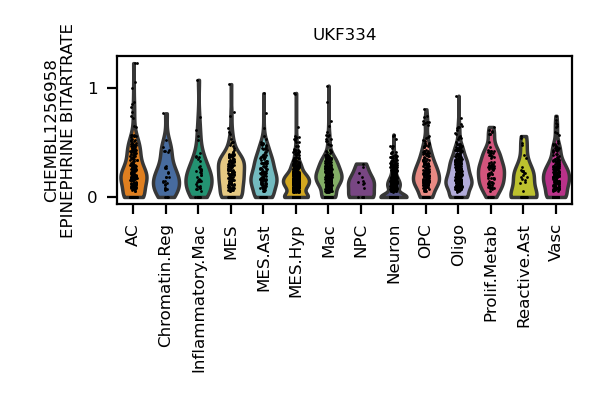 UKF334
CHEMBL1256958
EPINEPHRINE BITARTRATE
1
0
AC
Chromatin.Reg
Inflammatory.Mac
MES
MES.Ast
MES.Hyp
Mac
NPC
Neuron
OPC
Oligo
Prolif.Metab
Reactive.Ast
Vasc